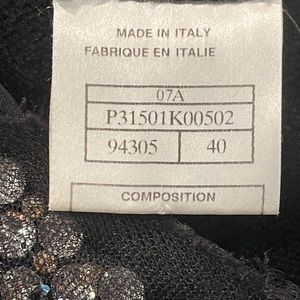 MADE IN ITALY
FABRIQUE EN ITALIE
07A
P31501K00502
94305 40
COMPOSITION